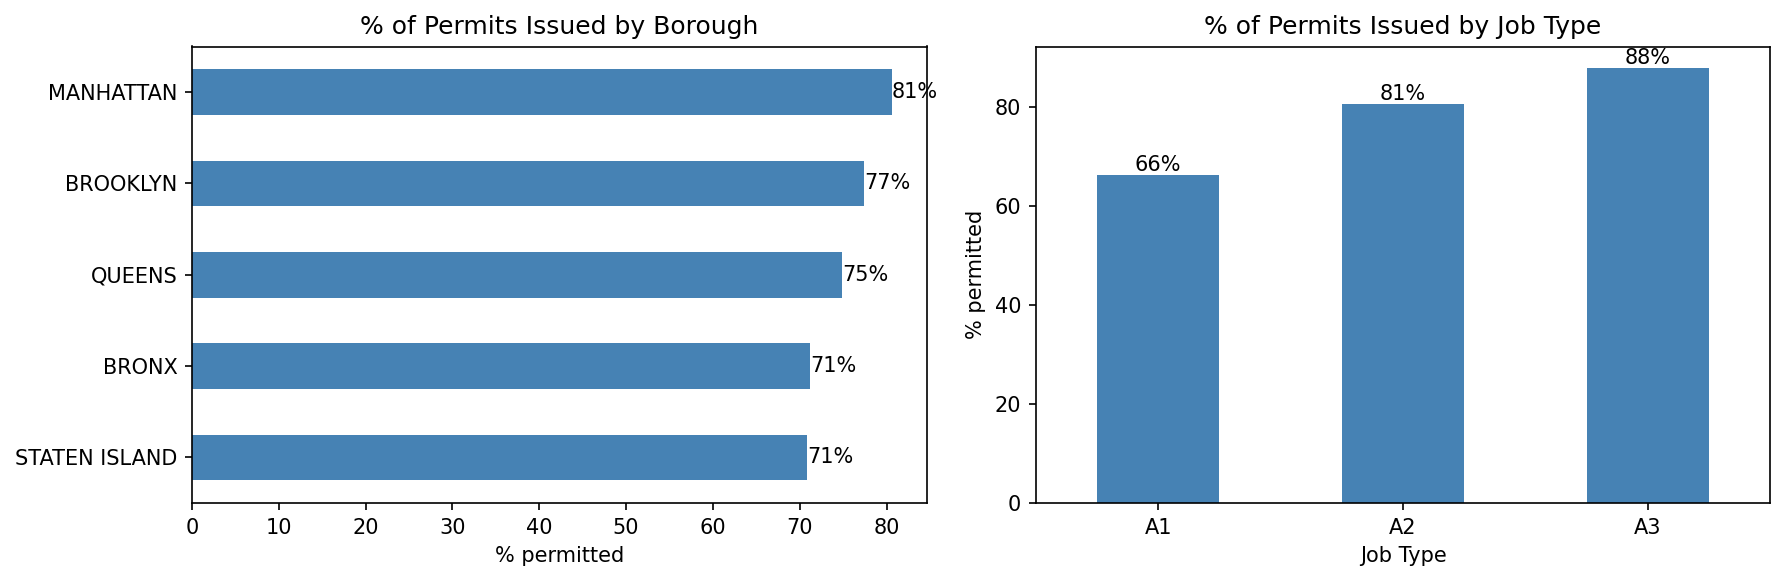 % of Permits Issued by Borough
MANHATTAN
81%
BROOKLYN
77%
QUEENS
75%
BRONX
71%
STATEN ISLAND
71%
0 10 20 30 40 50 60 70 80
% permitted
% of Permits Issued by Job Type
88%
81%
66%
80
60
40
20
0
% permitted
A1 A2 A3
Job Type